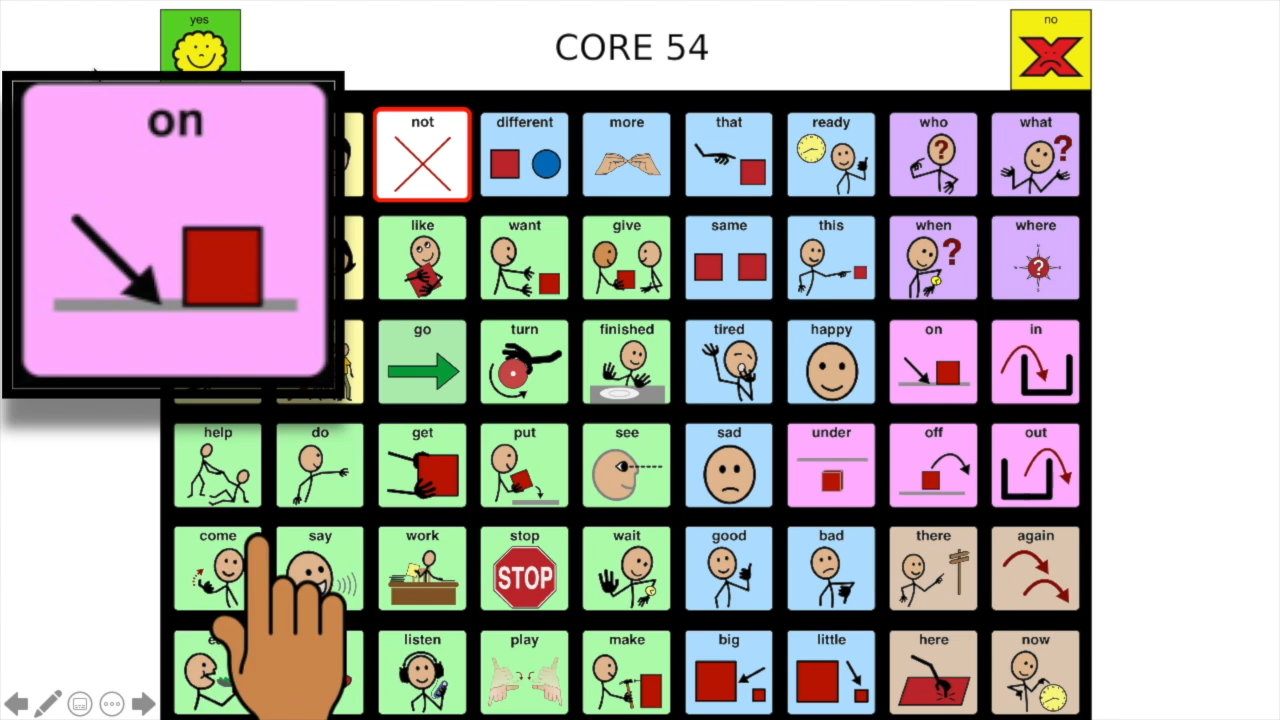 yes
CORE 54
no
on
not
different
more
that
ready
who
what
like
want
give
same
this
when
where
go
turn
finished
tired
happy
on
in
help
do
get
put
see
sad
under
off
out
come
say
work
stop
STOP
wait
good
bad
there
again
listen
play
make
big
little
here
now